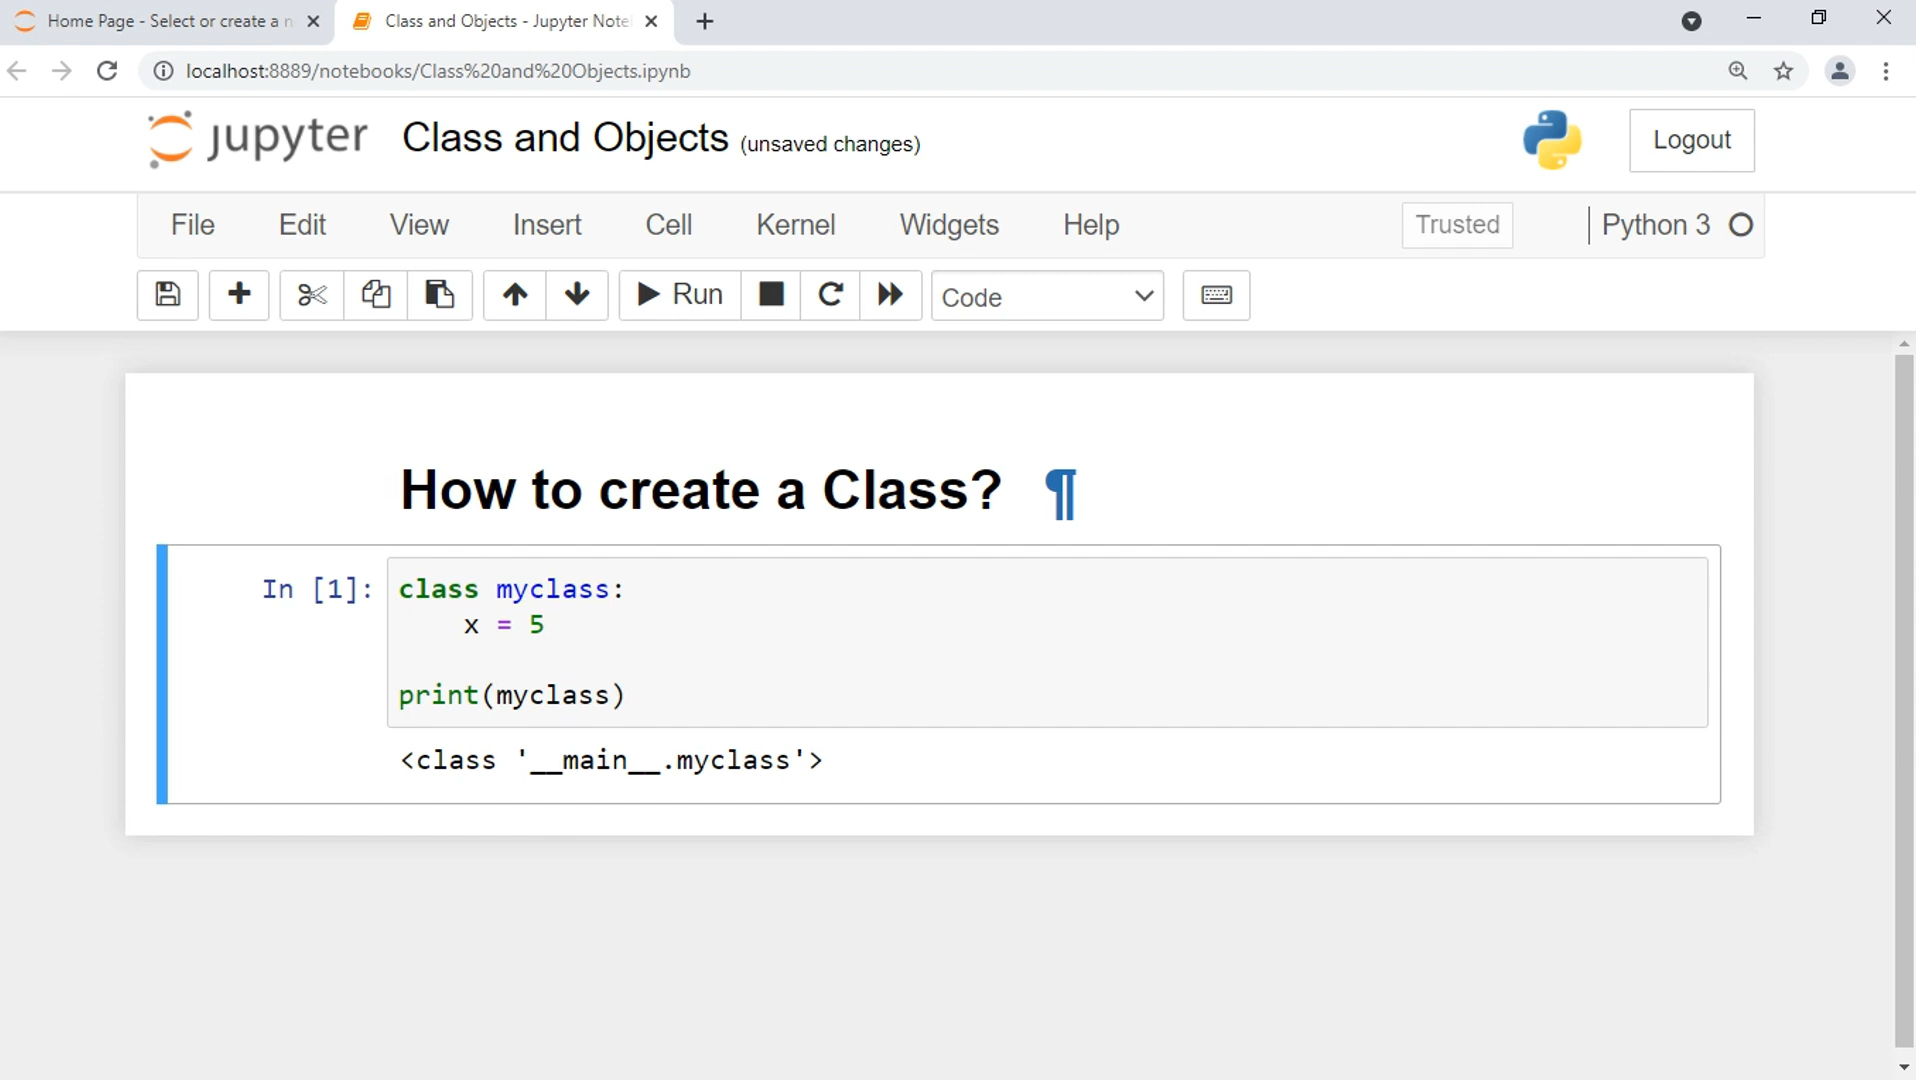 Home Page - Select or create a n
Class and Objects - Jupyter Note
localhost:8889/notebooks/Class%20and%20Objects.ipynb
jupyter Class and Objects (unsaved changes)
Logout
File Edit View Insert Cell Kernel Widgets Help Trusted Python 3
Run Code
How to create a Class? ¶
In [1]: class myclass:
x = 5
print(myclass)
<class '__main__.myclass'>